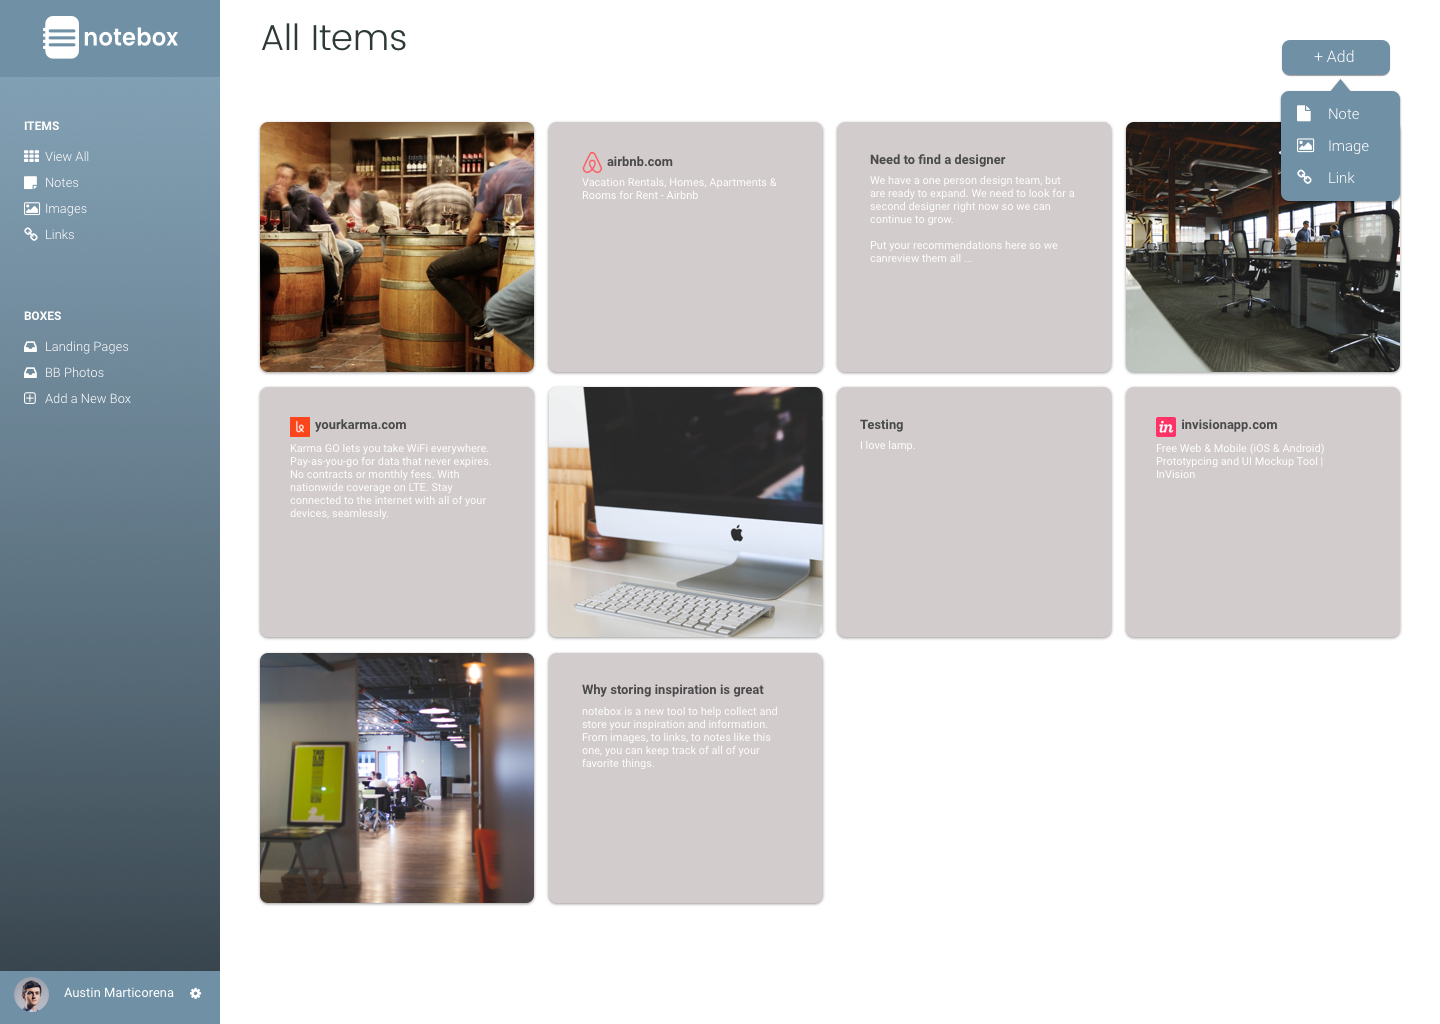 notebox
All Items
+ Add
Note
Image
Link
ITEMS
View All
Notes
Images
Links
BOXES
Landing Pages
BB Photos
Add a New Box
airbnb.com
Vacation Rentals, Homes, Apartments &
Rooms for Rent - Airbnb
Need to find a designer
We have a one person design team, but
are ready to expand. We need to look for a
second designer right now so we can
continue to grow.
Put your recommendations here so we
canreview them all ...
yourkarma.com
Karma GO lets you take WiFi everywhere.
Pay-as-you-go for data that never expires.
No contracts or monthly fees. With
nationwide coverage on LTE. Stay
connected to the internet with all of your
devices, seamlessly.
Testing
I love lamp.
in
invisionapp.com
Free Web & Mobile (iOS & Android)
Prototypcing and UI Mockup Tool |
InVision
THIS
IS AN
Why storing inspiration is great
notebox is a new tool to help collect and
store your inspiration and information.
From images, to links, to notes like this
one, you can keep track of all of your
favorite things.
Austin Marticorena